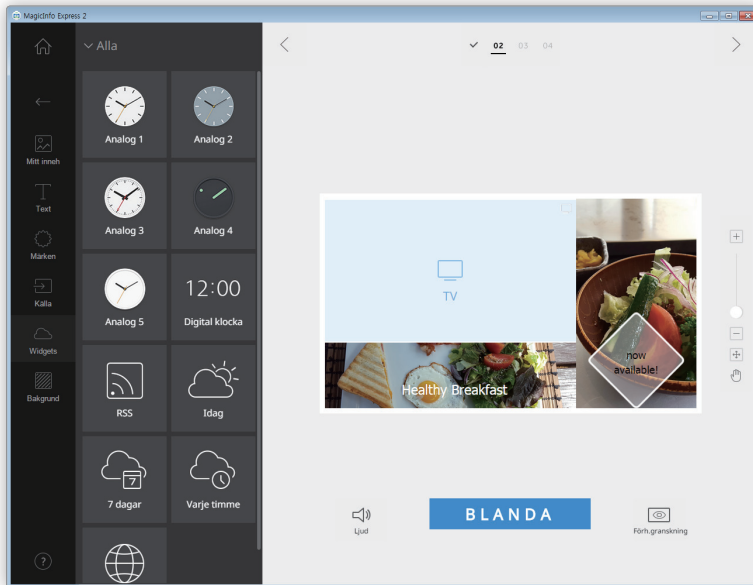 MagicInfo Express 2
Alla
02 03 04
Mitt inneh
Text
Märken
Källa
Widgets
Bakgrund
?
Analog 1
Analog 2
Analog 3
Analog 4
Analog 5
12:00
Digital klocka
RSS
Idag
7
7 dagar
Varje timme
TV
Healthy Breakfast
now
available!
Ljud
BLANDA
Förh.granskning